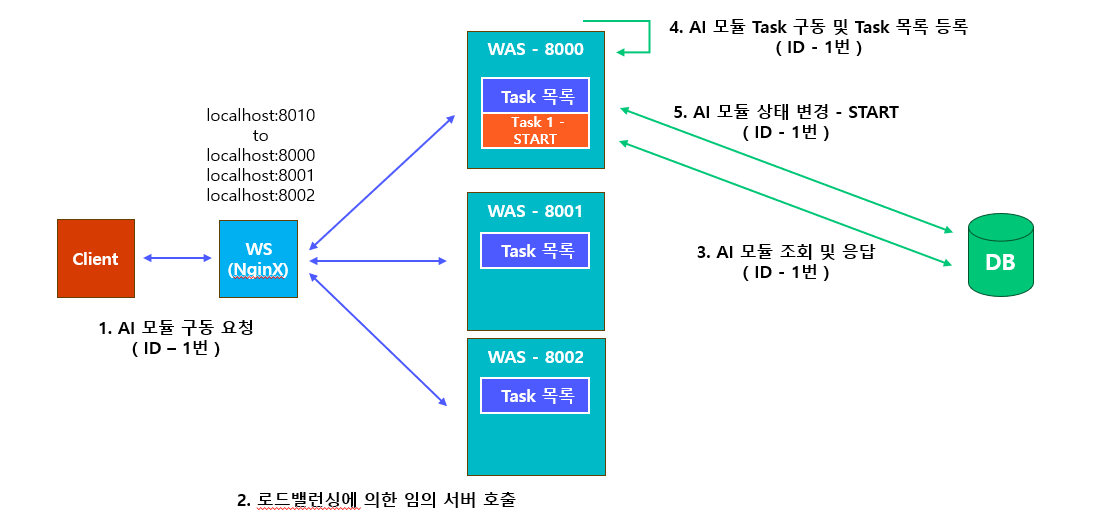 4. AI 모듈 Task 구동 및 Task 목록 등록
( ID - 1번 )
WAS - 8000
Task 목록
Task 1 -
START
localhost:8010
to
localhost:8000
localhost:8001
localhost:8002
5. AI 모듈 상태 변경 - START
( ID - 1번 )
WAS - 8001
Task 목록
Client
WS
(NginX)
3. AI 모듈 조회 및 응답
( ID - 1번 )
DB
1. AI 모듈 구동 요청
( ID – 1번 )
WAS - 8002
Task 목록
2. 로드밸런싱에 의한 임의 서버 호출